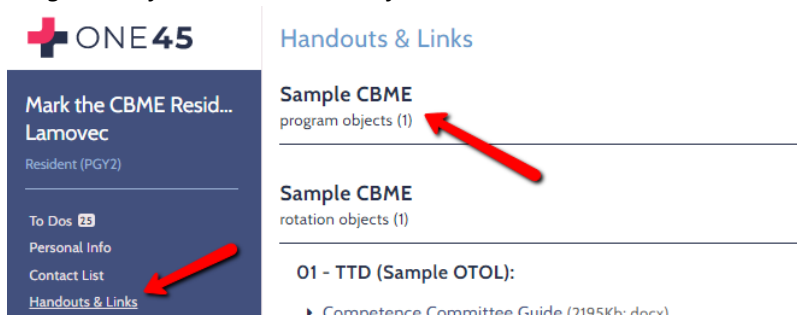 ONE45
Handouts & Links
Mark the CBME Resid...
Lamovec
Resident (PGY2)
To Dos 25
Personal Info
Contact List
Handouts & Links
Sample CBME
program objects (1)
Sample CBME
rotation objects (1)
01 - TTD (Sample OTOL):
Competence Committee Guide (2195Kb; docx)